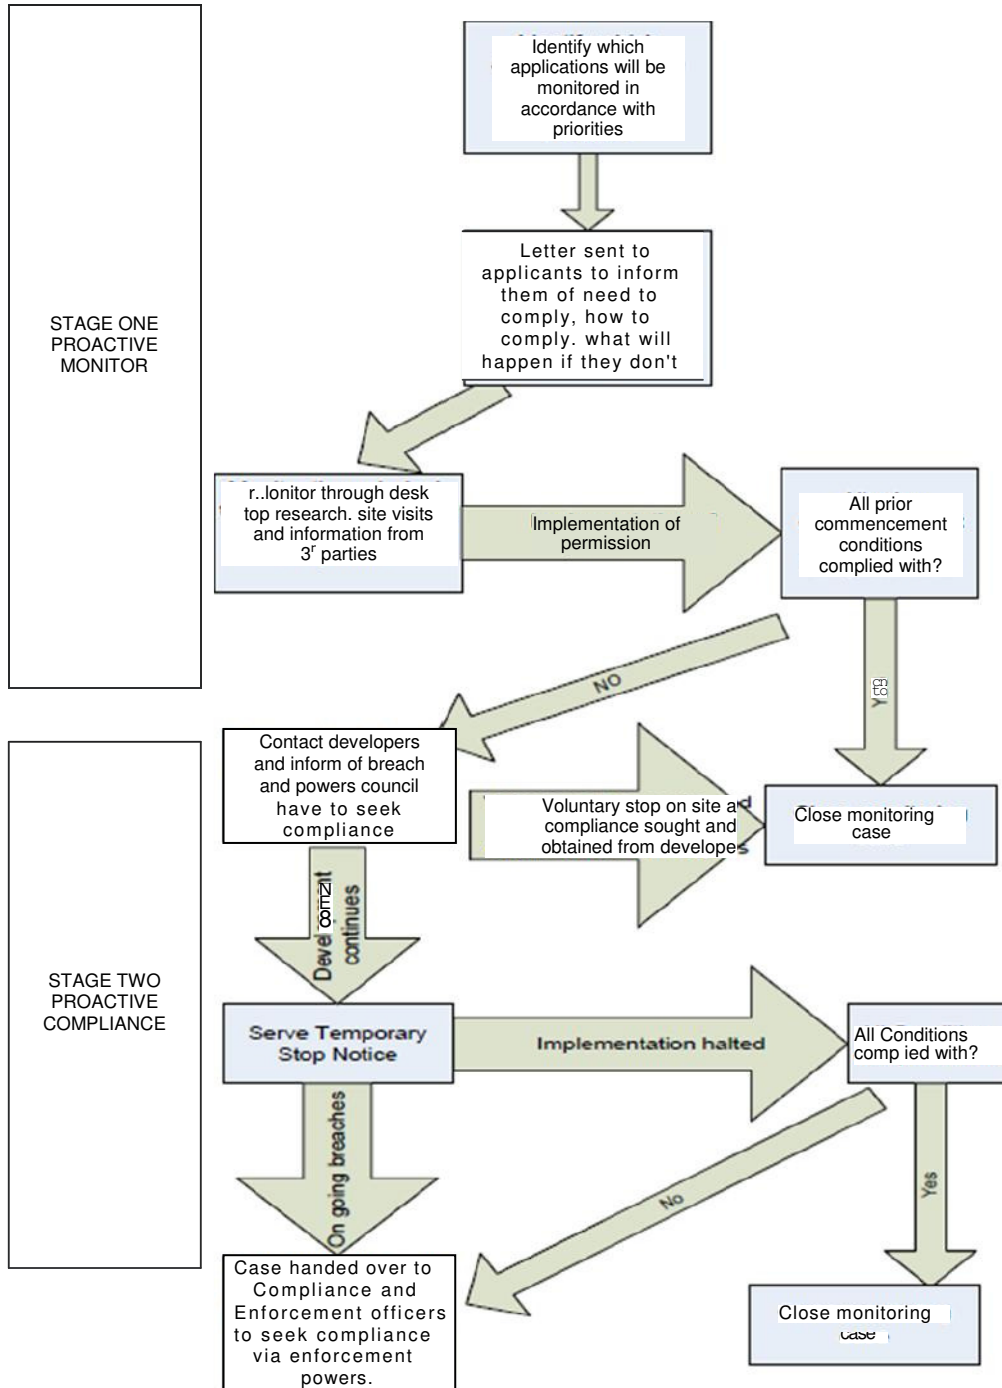 Identify which
applications will be
monitored in
accordance with
priorities
Letter sent to
applicants to inform
them of need to
comply, how to
comply. what will
happen if they don't
STAGE ONE
PROACTIVE
MONITOR
r..lonitor through desk
top research. site visits
and information from
3r parties
Implementation of
permission
All prior
commencement
conditions
complied with?
NO
Contact developers
and inform of breach
and powers council
have to seek
compliance
Voluntary stop on site a
compliance sought and
obtained from develope
Close monitoring
case
continues
STAGE TWO
PROACTIVE
COMPLIANCE
Serve Temporary
Stop Notice
Implementation halted
All Conditions
comp ied with?
On going breaches
No
Yes
Case handed over to
Compliance and
Enforcement officers
to seek compliance
via enforcement
powers.
Close monitoring
case